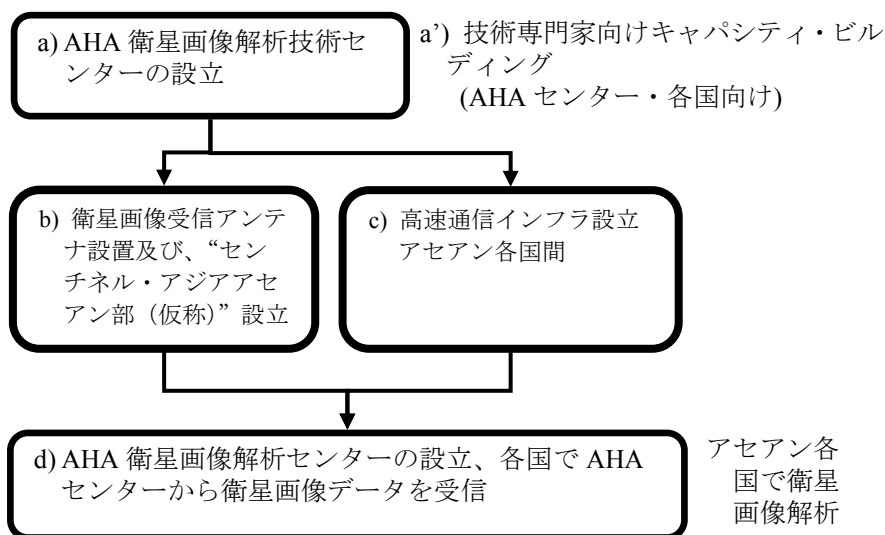 a) AHA 衛星画像解析技術セ
ンターの設立
a’) 技術専門家向けキャパシティ・ビル
ディング
(AHA センター・各国向け)
b) 衛星画像受信アンテ
ナ設置及び、“セン
チネル・アジアアセ
アン部（仮称）” 設立
c) 高速通信インフラ設立
アセアン各国間
d) AHA 衛星画像解析センターの設立、各国で AHA
センターから衛星画像データを受信
アセアン各
国で衛星
画像解析